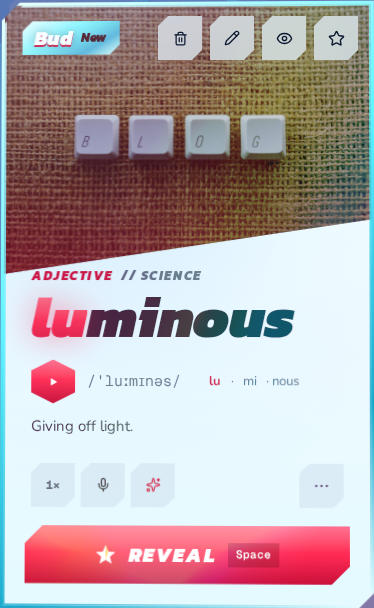 Bud New
B L O G
ADJECTIVE // SCIENCE
luminous
/ˈluːmɪnəs/ lu · mi · nous
Giving off light.
1×
REVEAL Space